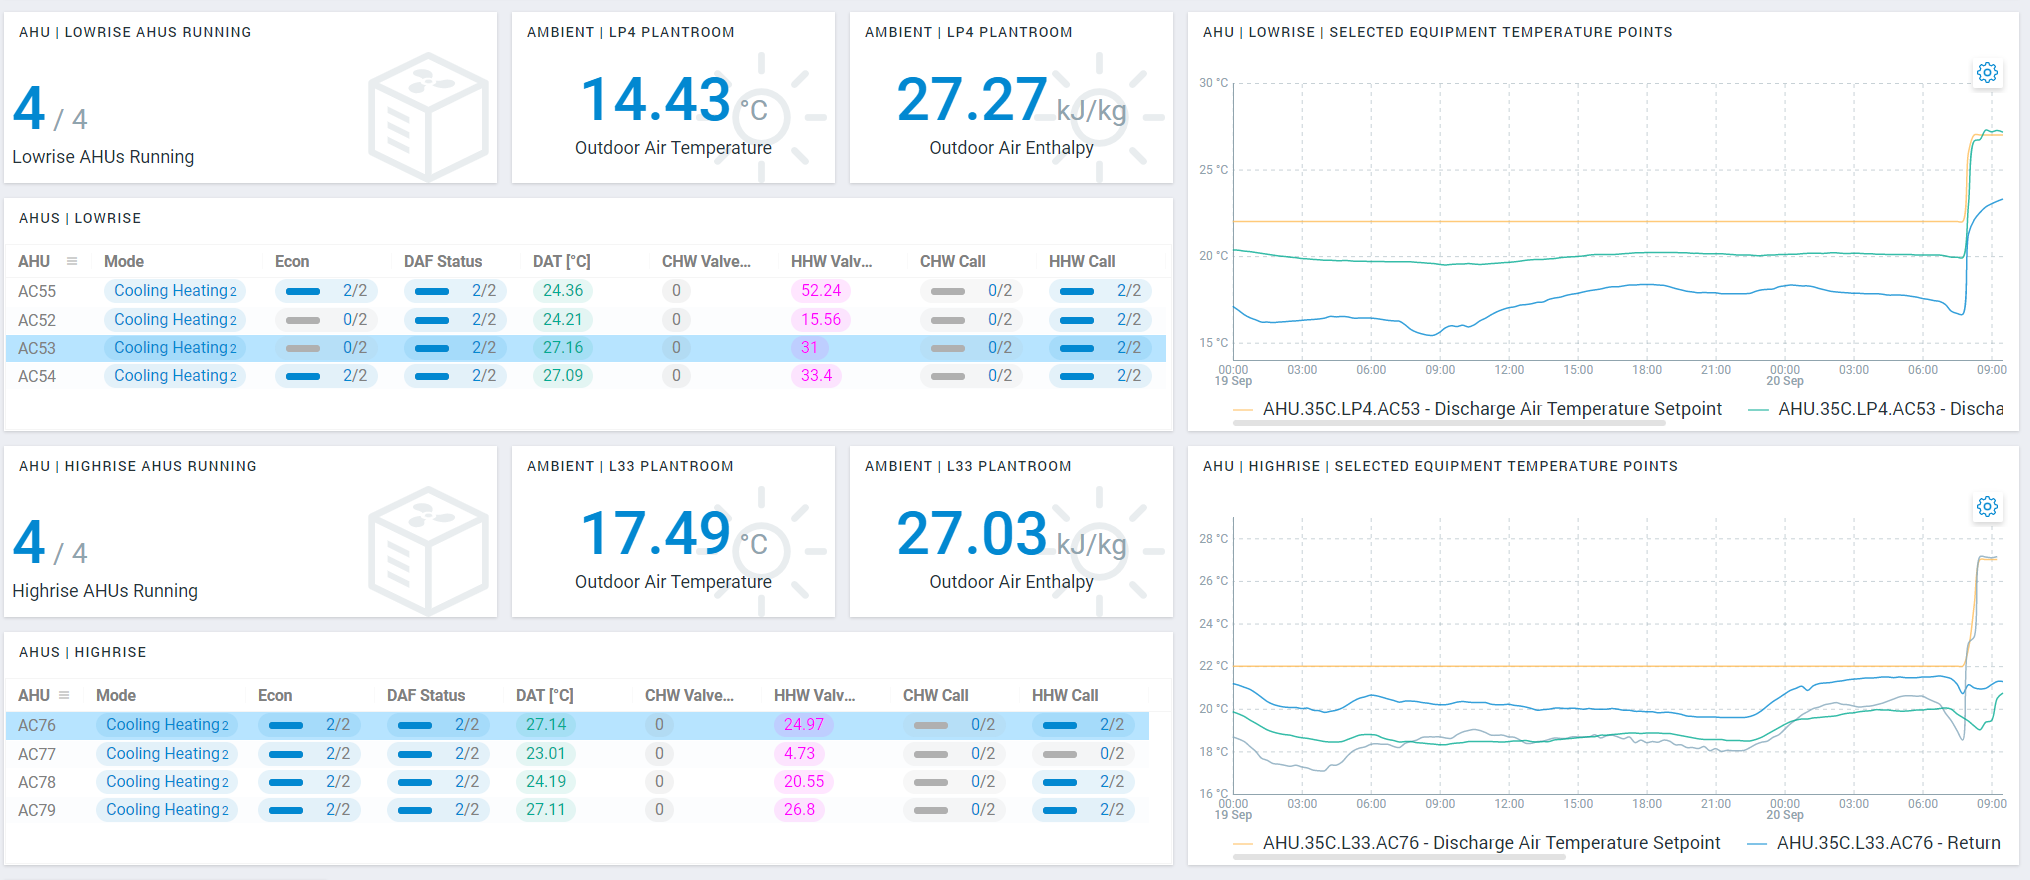 AHU | LOWRISE AHUS RUNNING
4 / 4
Lowrise AHUs Running
AMBIENT | LP4 PLANTROOM
14.43 °C
Outdoor Air Temperature
AMBIENT | LP4 PLANTROOM
27.27 kJ/kg
Outdoor Air Enthalpy
AHUS | LOWRISE
AHU Mode Econ DAF Status DAT [°C] CHW Valve... HHW Valv... CHW Call HHW Call
AC55 Cooling Heating 2 2/2 2/2 24.36 0 52.24 0/2 2/2
AC52 Cooling Heating 2 0/2 2/2 24.21 0 15.56 0/2 2/2
AC53 Cooling Heating 2 0/2 2/2 27.16 0 31 0/2 2/2
AC54 Cooling Heating 2 2/2 2/2 27.09 0 33.4 0/2 2/2
AHU | LOWRISE | SELECTED EQUIPMENT TEMPERATURE POINTS
30 °C
25 °C
20 °C
15 °C
00:00 03:00 06:00 09:00 12:00 15:00 18:00 21:00 00:00 03:00 06:00 09:00
19 Sep 20 Sep
AHU.35C.LP4.AC53 - Discharge Air Temperature Setpoint AHU.35C.LP4.AC53 - Discha
AHU | HIGHRISE AHUS RUNNING
4 / 4
Highrise AHUs Running
AMBIENT | L33 PLANTROOM
17.49 °C
Outdoor Air Temperature
AMBIENT | L33 PLANTROOM
27.03 kJ/kg
Outdoor Air Enthalpy
AHUS | HIGHRISE
AHU Mode Econ DAF Status DAT [°C] CHW Valve... HHW Valv... CHW Call HHW Call
AC76 Cooling Heating 2 2/2 2/2 27.14 0 24.97 0/2 2/2
AC77 Cooling Heating 2 2/2 2/2 23.01 0 4.73 0/2 0/2
AC78 Cooling Heating 2 2/2 2/2 24.19 0 20.55 0/2 2/2
AC79 Cooling Heating 2 2/2 2/2 27.11 0 26.8 0/2 2/2
AHU | HIGHRISE | SELECTED EQUIPMENT TEMPERATURE POINTS
28 °C
26 °C
24 °C
22 °C
20 °C
18 °C
16 °C
00:00 03:00 06:00 09:00 12:00 15:00 18:00 21:00 00:00 03:00 06:00 09:00
19 Sep 20 Sep
AHU.35C.L33.AC76 - Discharge Air Temperature Setpoint AHU.35C.L33.AC76 - Return